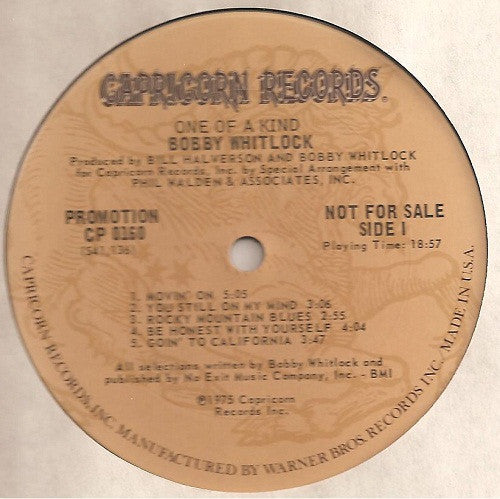 CAPRICORN RECORDS.
ONE OF A KIND
BOBBY WHITLOCK
Produced by BILL HALVERSON AND BOBBY WHITLOCK
for Capricorn Records, Inc. by Special Arrangement with
PHIL WALDEN & ASSOCIATES, INC.
PROMOTION
CP 0160
(S41,136)
NOT FOR SALE
SIDE I
Playing Time: 18:57
1. MOVIN' ON 5:05
2. YOU STILL ON MY MIND 3:06
3. ROCKY MOUNTAIN BLUES 2:55
4. BE HONEST WITH YOURSELF 4:04
5. GOIN' TO CALIFORNIA 3:47
All selections written by Bobby Whitlock and
published by No Exit Music Company, Inc. - BMI
℗1975 Capricorn
Records Inc.
CAPRICORN RECORDS, INC. MANUFACTURED BY WARNER BROS. RECORDS INC. MADE IN U.S.A.